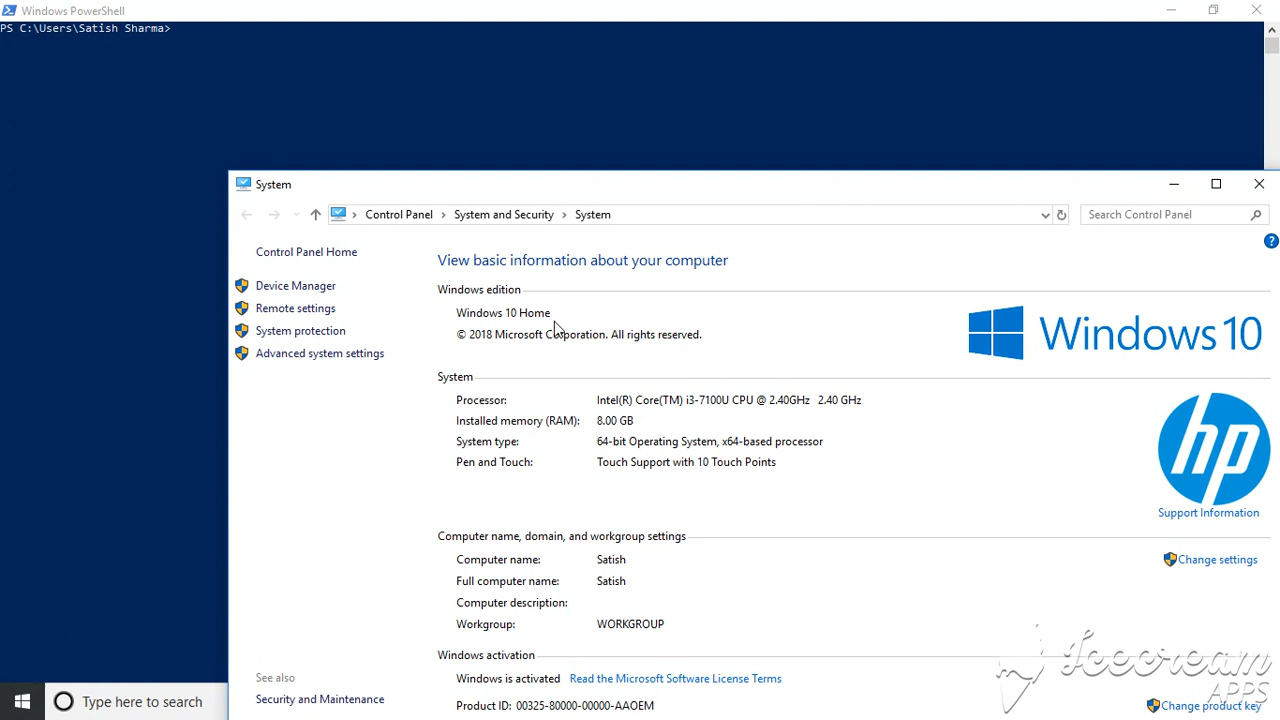 Windows PowerShell
PS C:\Users\Satish Sharma>
System
Control Panel > System and Security > System
Search Control Panel
?
Control Panel Home
Device Manager
Remote settings
System protection
Advanced system settings
See also
Security and Maintenance
View basic information about your computer
Windows edition
Windows 10 Home
© 2018 Microsoft Corporation. All rights reserved.
Windows 10
System
Processor: Intel(R) Core(TM) i3-7100U CPU @ 2.40GHz 2.40 GHz
Installed memory (RAM): 8.00 GB
System type: 64-bit Operating System, x64-based processor
Pen and Touch: Touch Support with 10 Touch Points
hp
Support Information
Computer name, domain, and workgroup settings
Computer name: Satish
Change settings
Full computer name: Satish
Computer description:
Workgroup: WORKGROUP
Windows activation
Windows is activated Read the Microsoft Software License Terms
Product ID: 00325-80000-00000-AAOEM
Change product key
Icecream
APPS
Type here to search